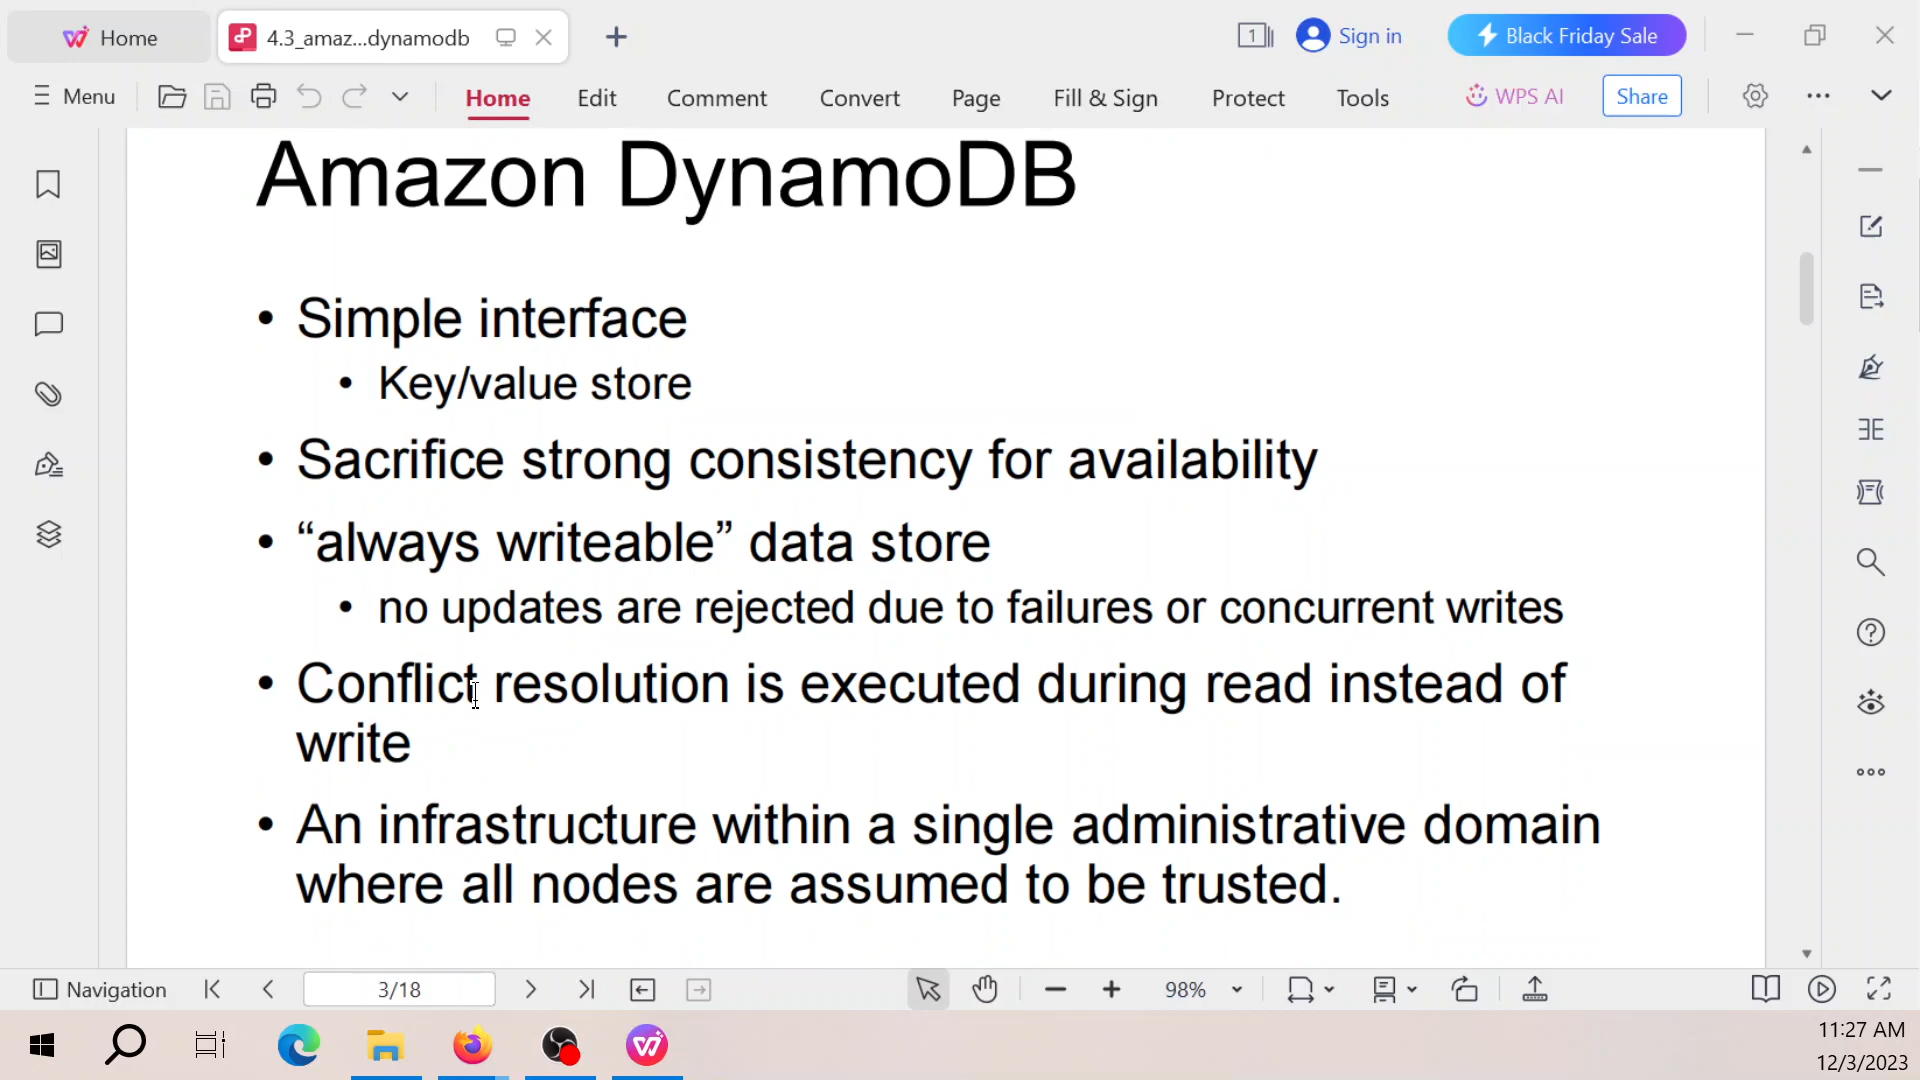 Home
4.3_amaz...dynamodb
1
Sign in
Black Friday Sale
Menu
Home
Edit
Comment
Convert
Page
Fill & Sign
Protect
Tools
WPS AI
Share
Amazon DynamoDB
• Simple interface
• Key/value store
• Sacrifice strong consistency for availability
• “always writeable” data store
• no updates are rejected due to failures or concurrent writes
• Conflict resolution is executed during read instead of
write
• An infrastructure within a single administrative domain
where all nodes are assumed to be trusted.
Navigation
3/18
98%
11:27 AM
12/3/2023